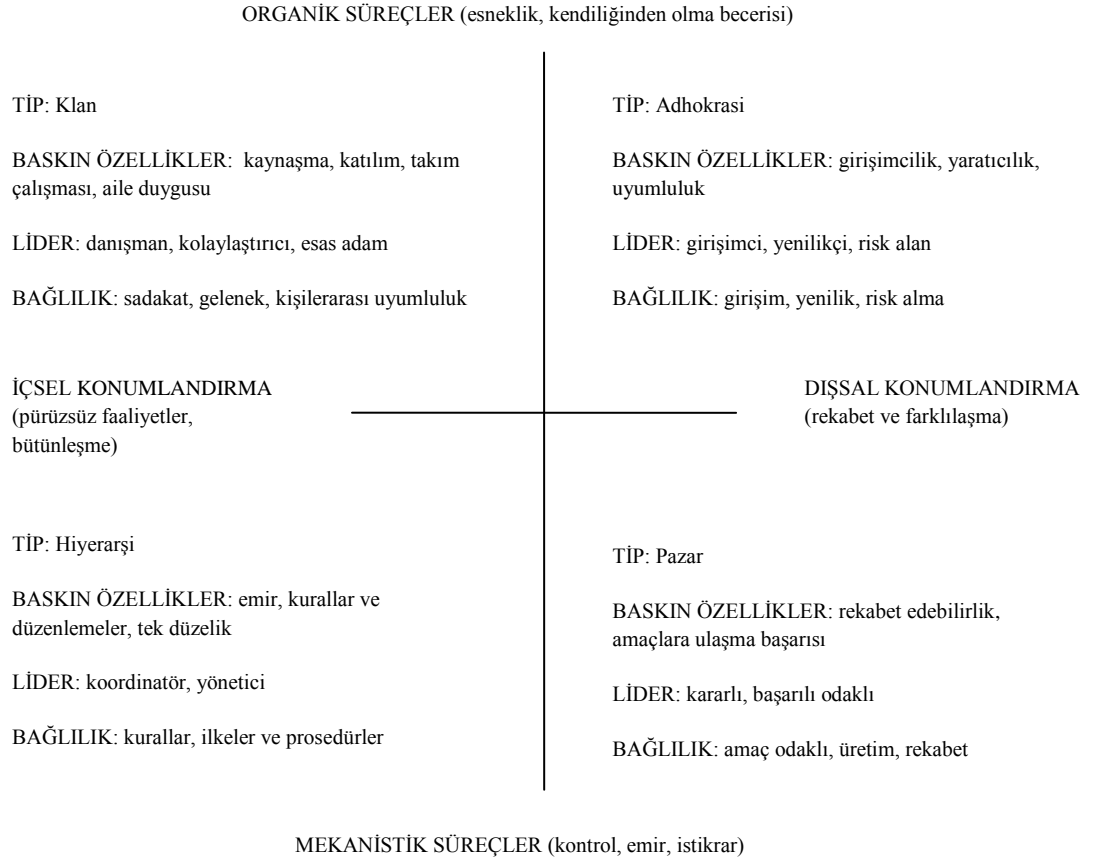 ORGANİK SÜREÇLER (esneklik, kendiliğinden olma becerisi)
TİP: Klan
BASKIN ÖZELLİKLER: kaynaşma, katılım, takım
çalışması, aile duygusu
LİDER: danışman, kolaylaştırıcı, esas adam
BAĞLILIK: sadakat, gelenek, kişilerarası uyumluluk
TİP: Adhokrasi
BASKIN ÖZELLİKLER: girişimcilik, yaratıcılık,
uyumluluk
LİDER: girişimci, yenilikçi, risk alan
BAĞLILIK: girişim, yenilik, risk alma
İÇSEL KONUMLANDIRMA
(pürüzsüz faaliyetler,
bütünleşme)
DIŞSAL KONUMLANDIRMA
(rekabet ve farklılaşma)
TİP: Hiyerarşi
BASKIN ÖZELLİKLER: emir, kurallar ve
düzenlemeler, tek düzelik
LİDER: koordinatör, yönetici
BAĞLILIK: kurallar, ilkeler ve prosedürler
TİP: Pazar
BASKIN ÖZELLİKLER: rekabet edebilirlik,
amaçlara ulaşma başarısı
LİDER: kararlı, başarılı odaklı
BAĞLILIK: amaç odaklı, üretim, rekabet
MEKANİSTİK SÜREÇLER (kontrol, emir, istikrar)